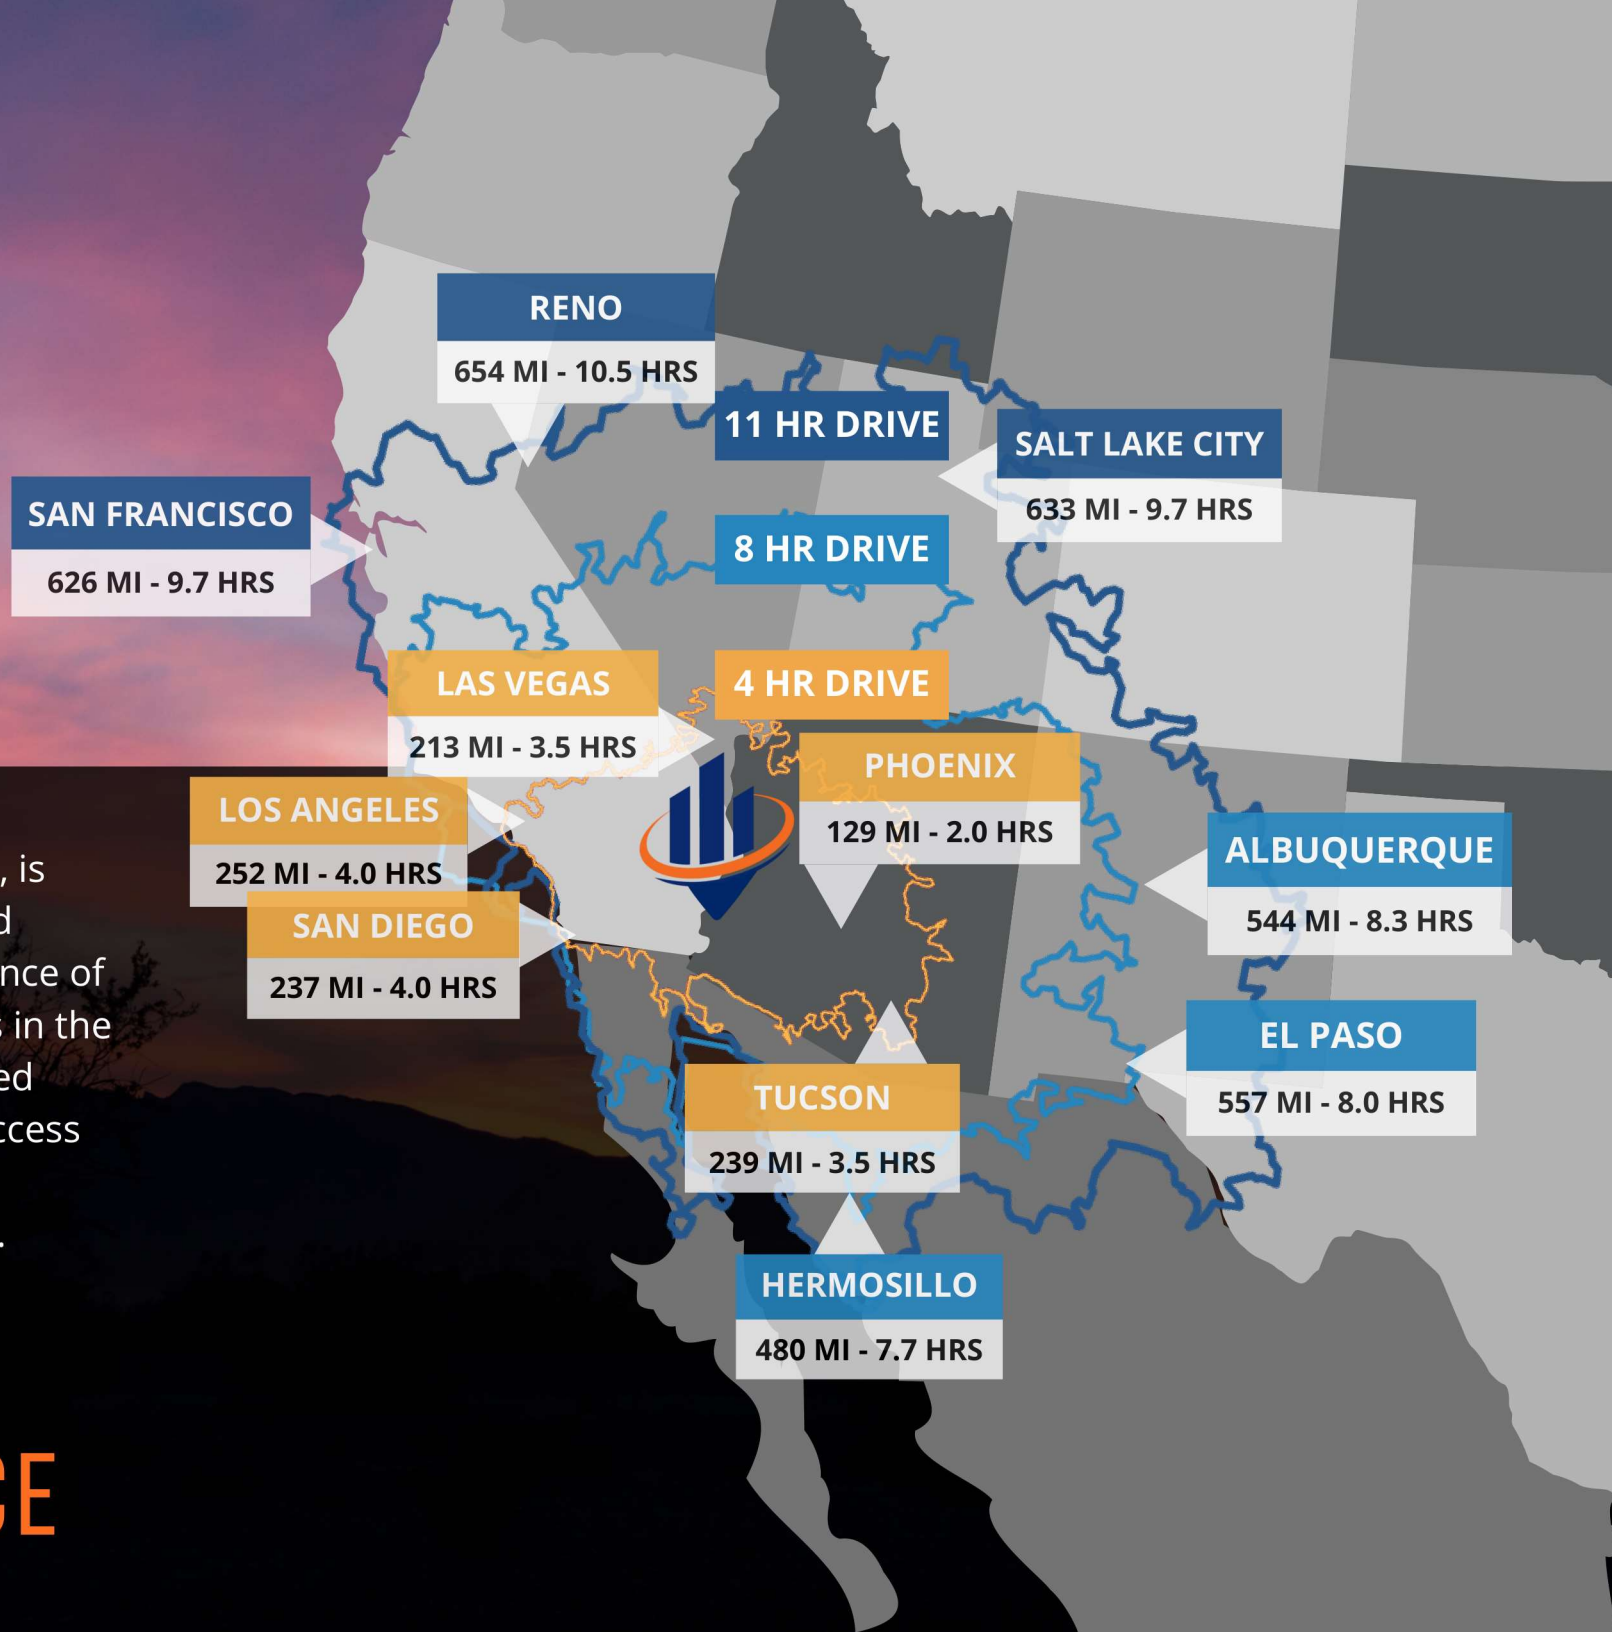 RENO
654 MI - 10.5 HRS
11 HR DRIVE
SALT LAKE CITY
633 MI - 9.7 HRS
SAN FRANCISCO
626 MI - 9.7 HRS
8 HR DRIVE
LAS VEGAS
213 MI - 3.5 HRS
4 HR DRIVE
PHOENIX
129 MI - 2.0 HRS
LOS ANGELES
252 MI - 4.0 HRS
SAN DIEGO
237 MI - 4.0 HRS
ALBUQUERQUE
544 MI - 8.3 HRS
EL PASO
557 MI - 8.0 HRS
TUCSON
239 MI - 3.5 HRS
HERMOSILLO
480 MI - 7.7 HRS
, is
nce of
in the